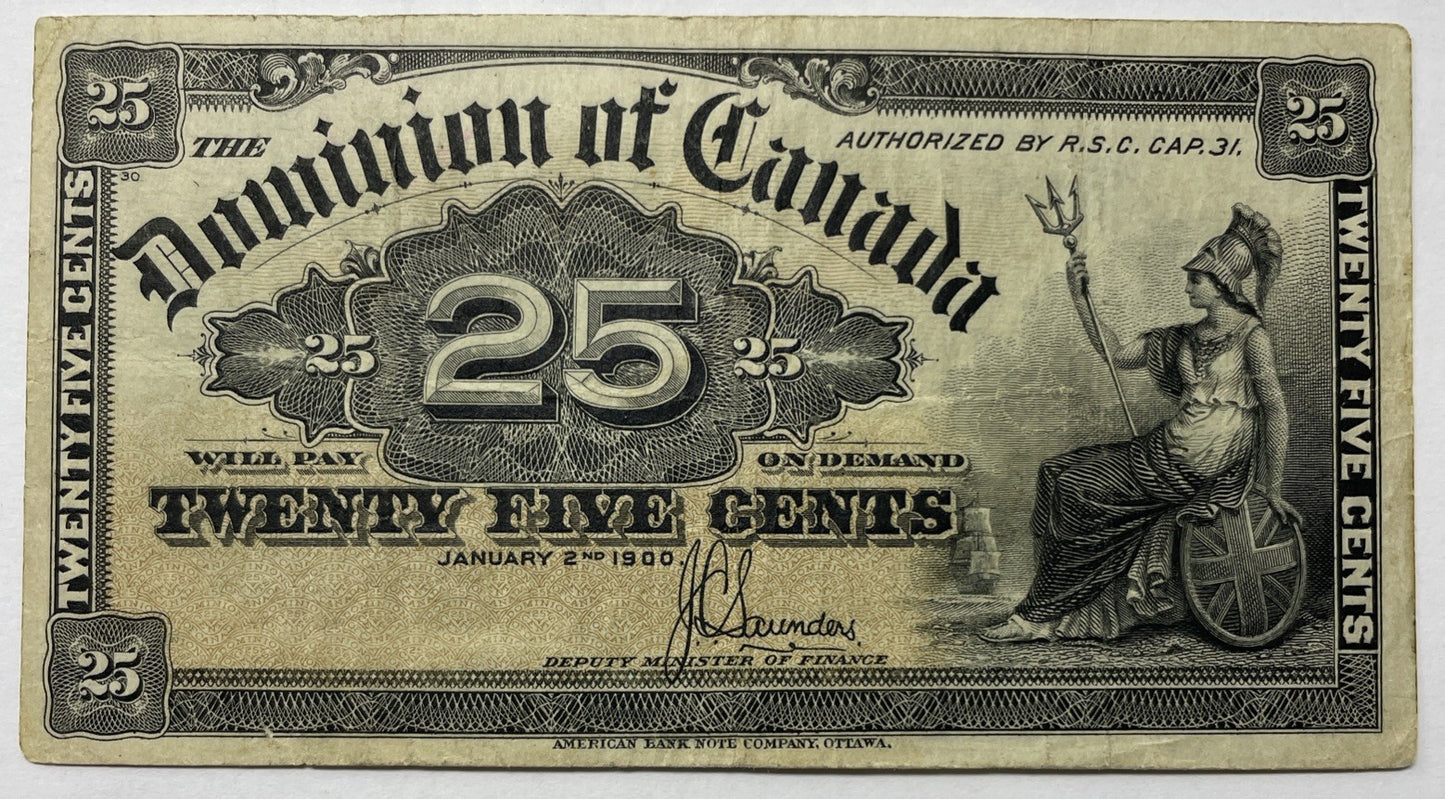 25
25
THE
Dominion of Canada
AUTHORIZED BY R.S.C. CAP. 31.
30
TWENTY FIVE CENTS
TWENTY FIVE CENTS
25
25
25
WILL PAY
ON DEMAND
TWENTY FIVE CENTS
JANUARY 2ND 1900.
J C Saunders
DEPUTY MINISTER OF FINANCE
25
AMERICAN BANK NOTE COMPANY, OTTAWA.